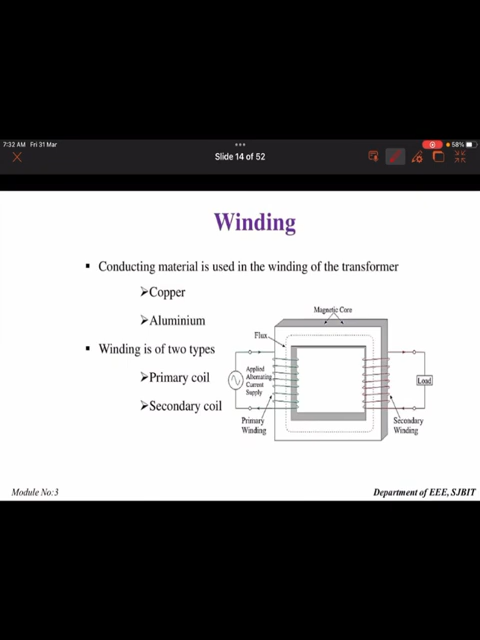 7:32 AM Fri 31 Mar
58%
Slide 14 of 52
Winding
▪ Conducting material is used in the winding of the transformer
➢Copper
➢Aluminium
▪ Winding is of two types
➢Primary coil
➢Secondary coil
Magnetic Core
Flux
Applied
Alternating
Current
Supply
Load
Primary
Winding
Secondary
Winding
Module No:3
Department of EEE, SJBIT